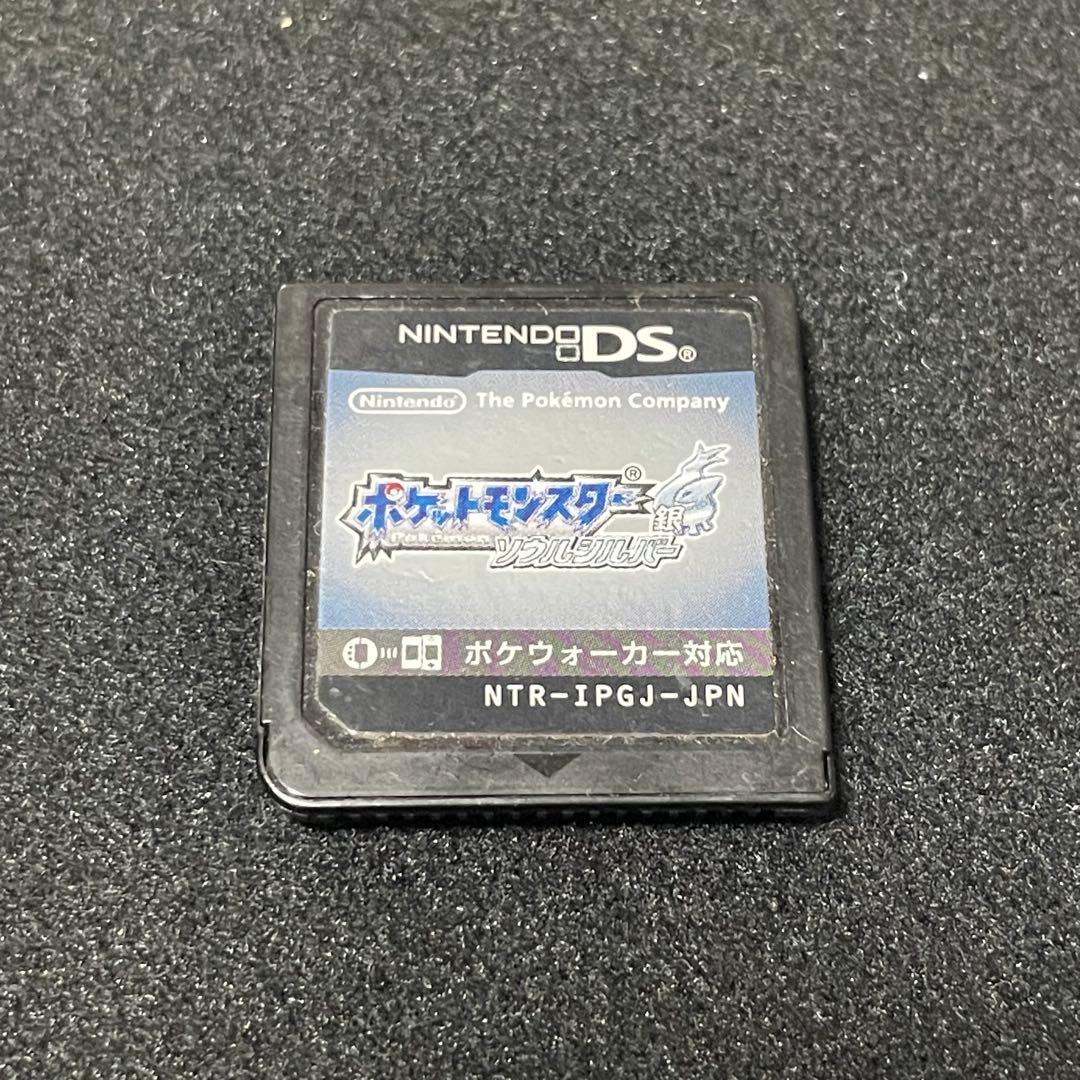 NINTENDO DS®
Nintendo® The Pokémon Company
ポケットモンスター®
Pokémon 銀
ソウルシルバー
ポケウォーカー対応
NTR-IPGJ-JPN